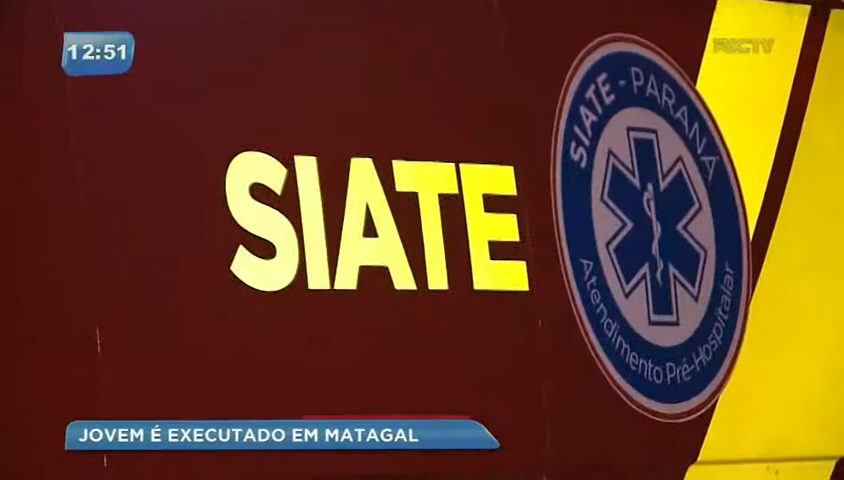 12:51
RICTV
SIATE
SIATE - PARANÁ
Atendimento Pré-Hospitalar
JOVEM É EXECUTADO EM MATAGAL